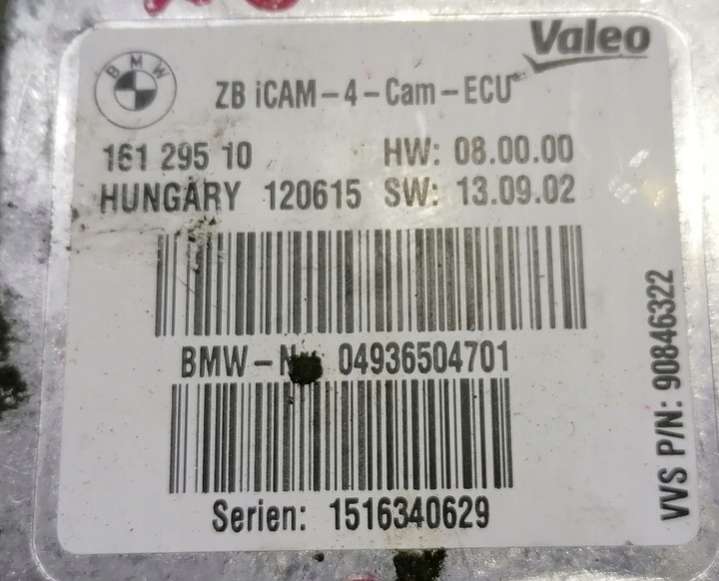 BMW
Valeo
ZB iCAM-4-Cam-ECU
161 295 10 HW: 08.00.00
HUNGARY 120615 SW: 13.09.02
04936504701
Serien: 1516340629
VVS P/N: 90846322